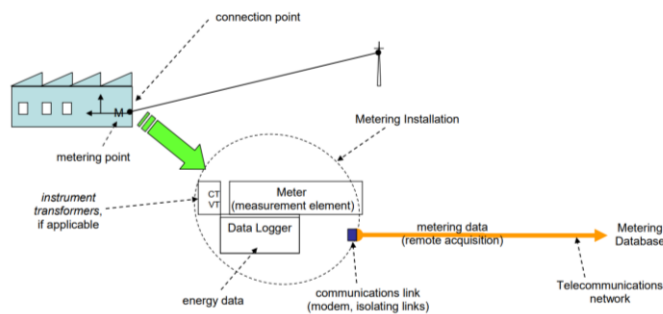 connection point
M
Metering Installation
metering point
instrument
transformers,
if applicable
CT
VT
Meter
(measurement element)
Data Logger
metering data
(remote acquisition)
Metering
Database
energy data
communications link
(modem, isolating links)
Telecommunications
network